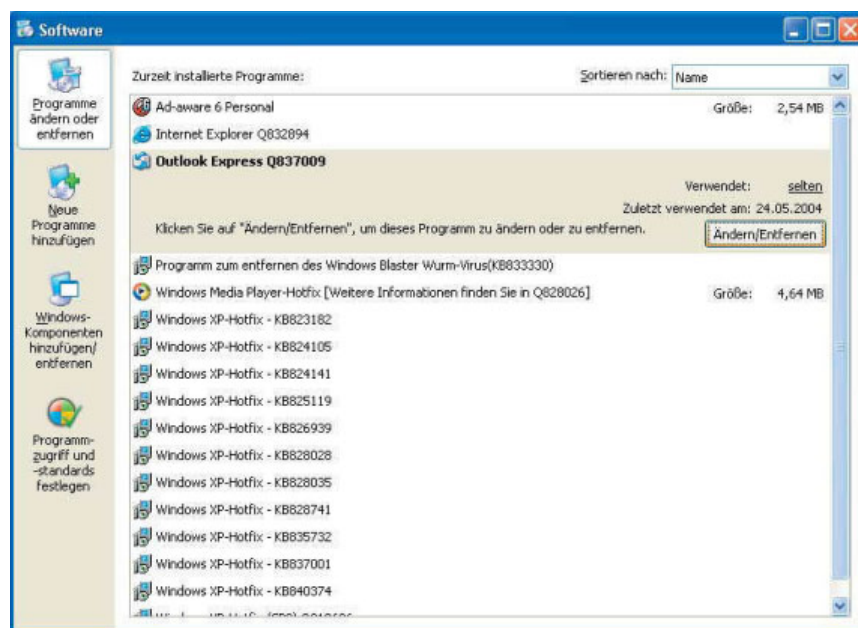 Software
Programme
ändern oder
entfernen
Neue
Programme
hinzufügen
Windows-
Komponenten
hinzufügen/
entfernen
Programm-
zugriff und
-standards
festlegen
Zurzeit installierte Programme:
Sortieren nach: Name
Ad-aware 6 Personal Größe: 2,54 MB
Internet Explorer Q832894
Outlook Express Q837009
Verwendet: selten
Zuletzt verwendet am: 24.05.2004
Klicken Sie auf "Ändern/Entfernen", um dieses Programm zu ändern oder zu entfernen. Ändern/Entfernen
Programm zum entfernen des Windows Blaster Wurm-Virus(KB833330)
Windows Media Player-Hotfix [Weitere Informationen finden Sie in Q828026] Größe: 4,64 MB
Windows XP-Hotfix - KB823182
Windows XP-Hotfix - KB824105
Windows XP-Hotfix - KB824141
Windows XP-Hotfix - KB825119
Windows XP-Hotfix - KB826939
Windows XP-Hotfix - KB828028
Windows XP-Hotfix - KB828035
Windows XP-Hotfix - KB828741
Windows XP-Hotfix - KB835732
Windows XP-Hotfix - KB837001
Windows XP-Hotfix - KB840374